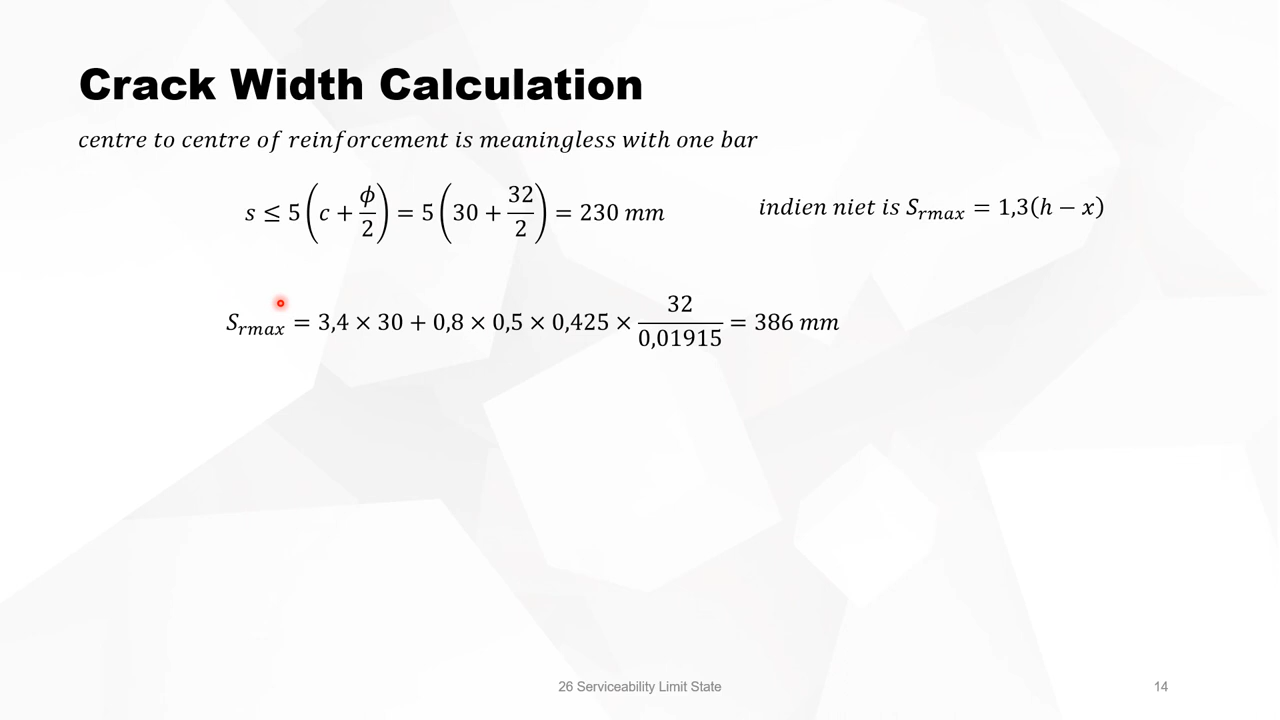 Crack Width Calculation
centre to centre of reinforcement is meaningless with one bar
s ≤ 5(c + ϕ/2) = 5(30 + 32/2) = 230 mm
indien niet is S_rmax = 1,3(h − x)
S_rmax = 3,4 × 30 + 0,8 × 0,5 × 0,425 × 32/0,01915 = 386 mm
26 Serviceability Limit State
14